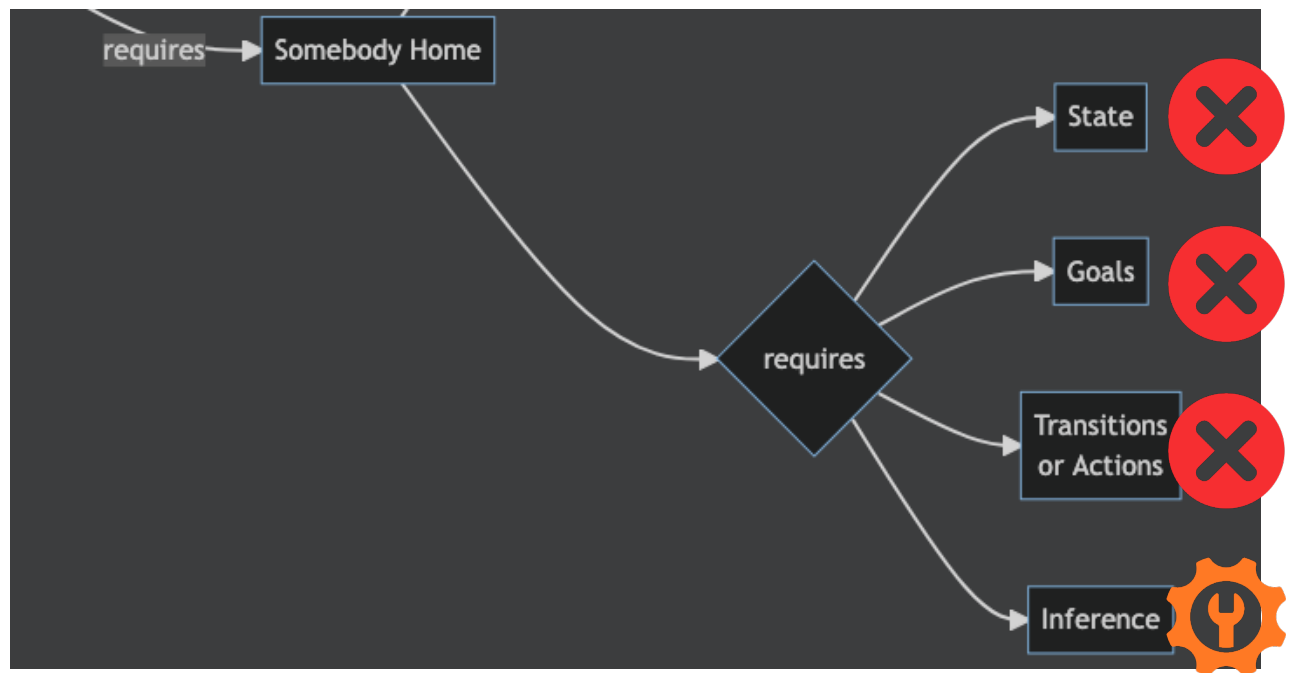 requires
Somebody Home
State
Goals
requires
Transitions
or Actions
Inference